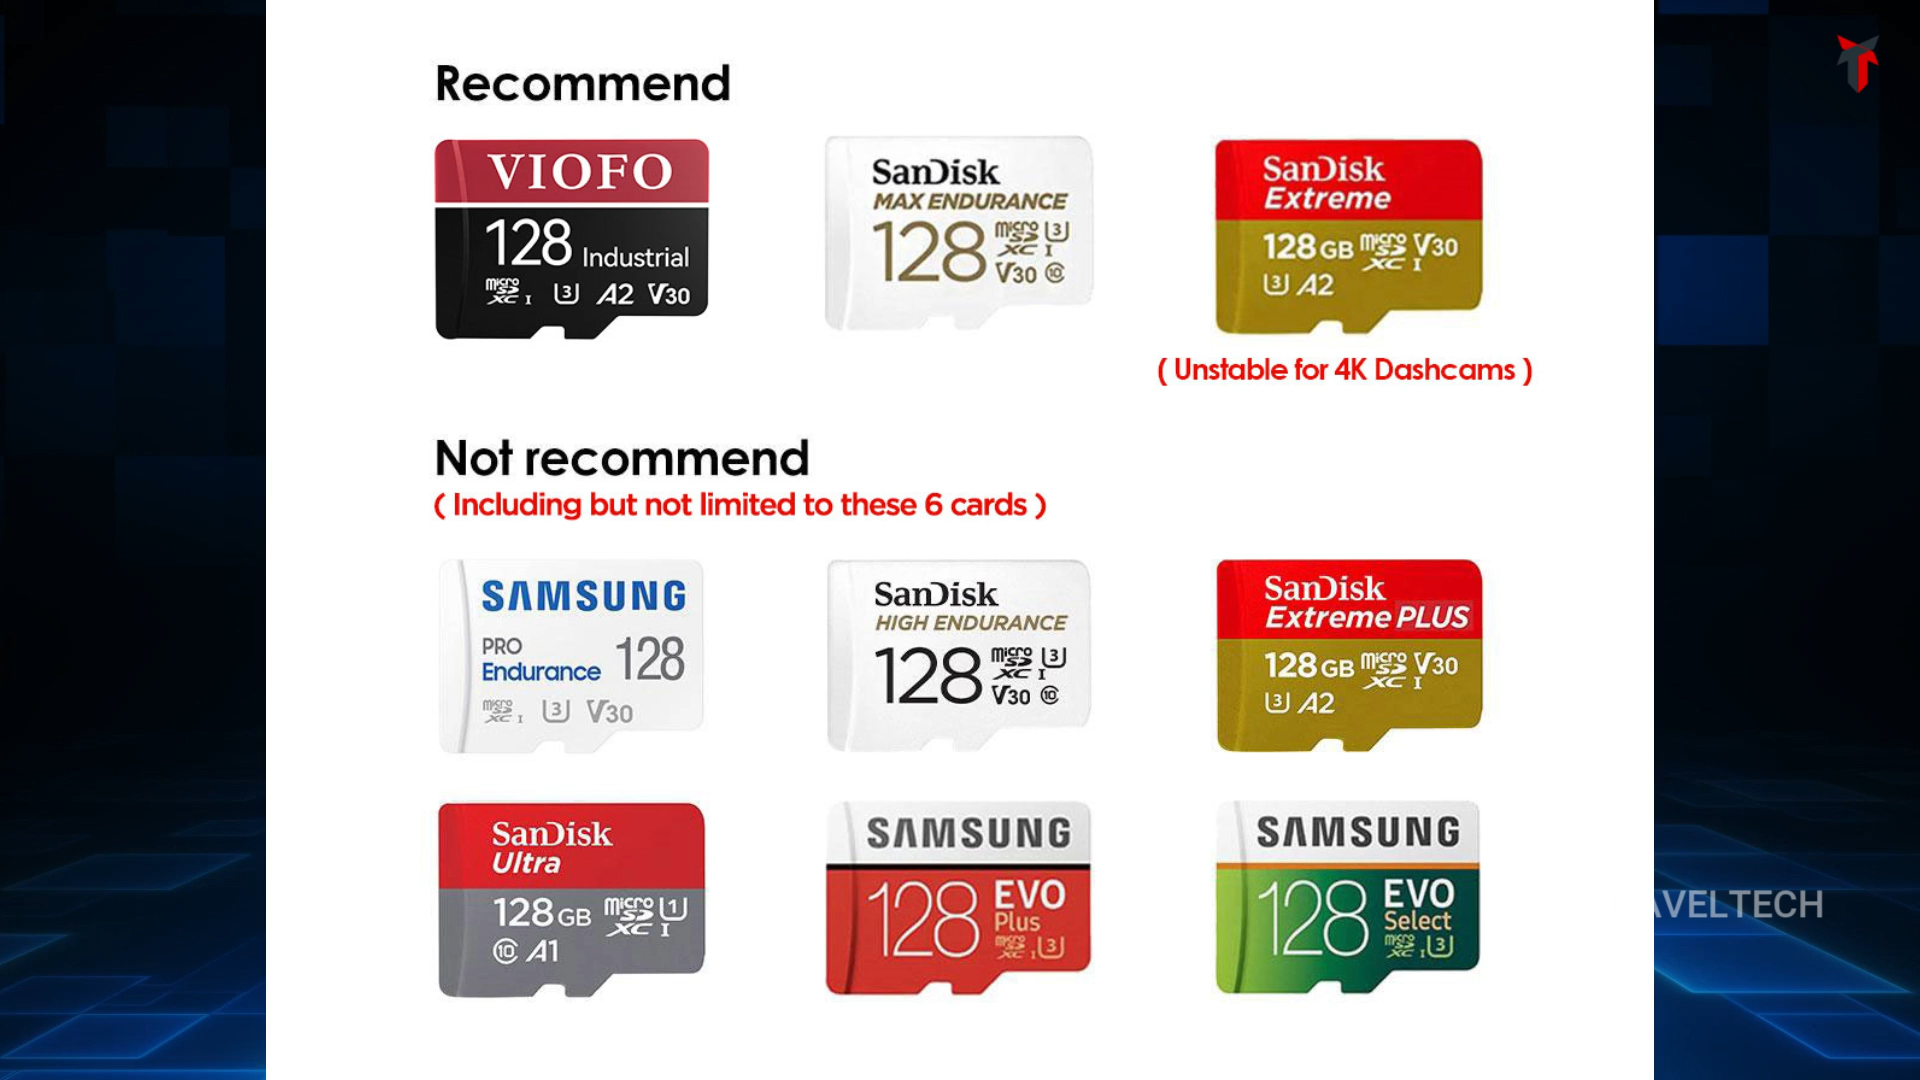 Recommend
VIOFO
128 Industrial
micro SD XC I U3 A2 V30
SanDisk
MAX ENDURANCE
128 micro SD XC I U3
V30 10
SanDisk
Extreme
128 GB micro SD XC I V30
U3 A2
( Unstable for 4K Dashcams )
Not recommend
( Including but not limited to these 6 cards )
SAMSUNG
PRO
Endurance 128
micro SD XC I U3 V30
SanDisk
HIGH ENDURANCE
128 micro SD XC I U3
V30 10
SanDisk
Extreme PLUS
128 GB micro SD XC I V30
U3 A2
SanDisk
Ultra
128 GB micro SD XC I U1
10 A1
SAMSUNG
128 EVO
Plus
micro SD XC I U3
SAMSUNG
128 EVO
Select
micro SD XC I U3
AVELTECH